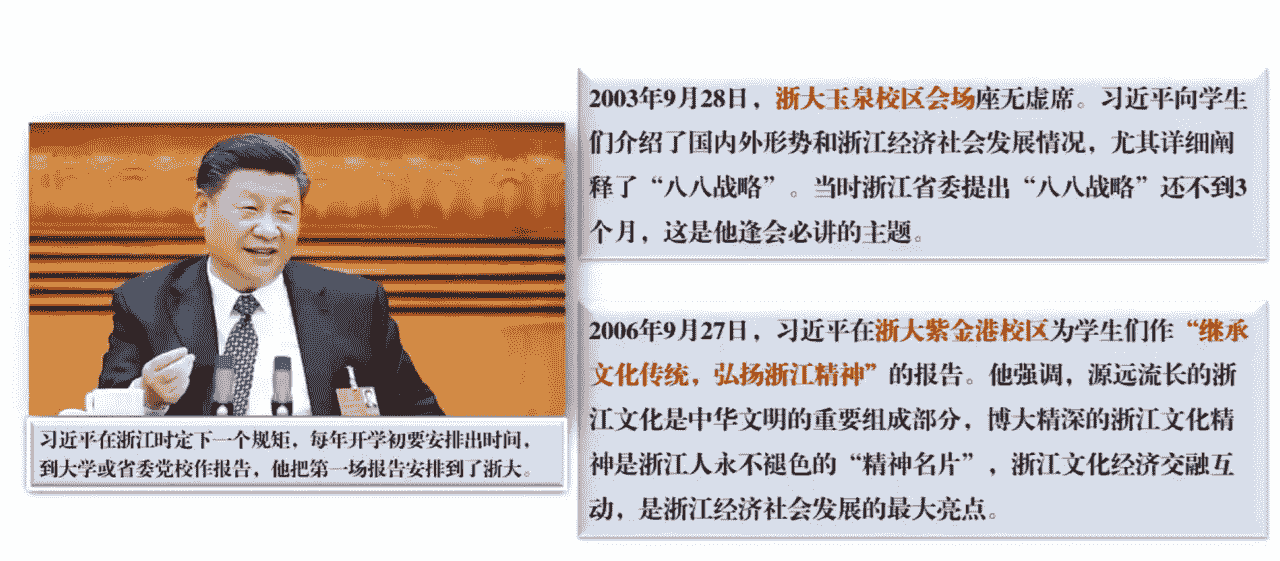 习近平在浙江时定下一个规矩，每年开学初要安排出时间，
到大学或省委党校作报告，他把第一场报告安排到了浙大。
2003年9月28日，浙大玉泉校区会场座无虚席。习近平向学生
们介绍了国内外形势和浙江经济社会发展情况，尤其详细阐
释了“八八战略”。当时浙江省委提出“八八战略”还不到3
个月，这是他逢会必讲的主题。
2006年9月27日，习近平在浙大紫金港校区为学生们作“继承
文化传统，弘扬浙江精神”的报告。他强调，源远流长的浙
江文化是中华文明的重要组成部分，博大精深的浙江文化精
神是浙江人永不褪色的“精神名片”，浙江文化经济交融互
动，是浙江经济社会发展的最大亮点。